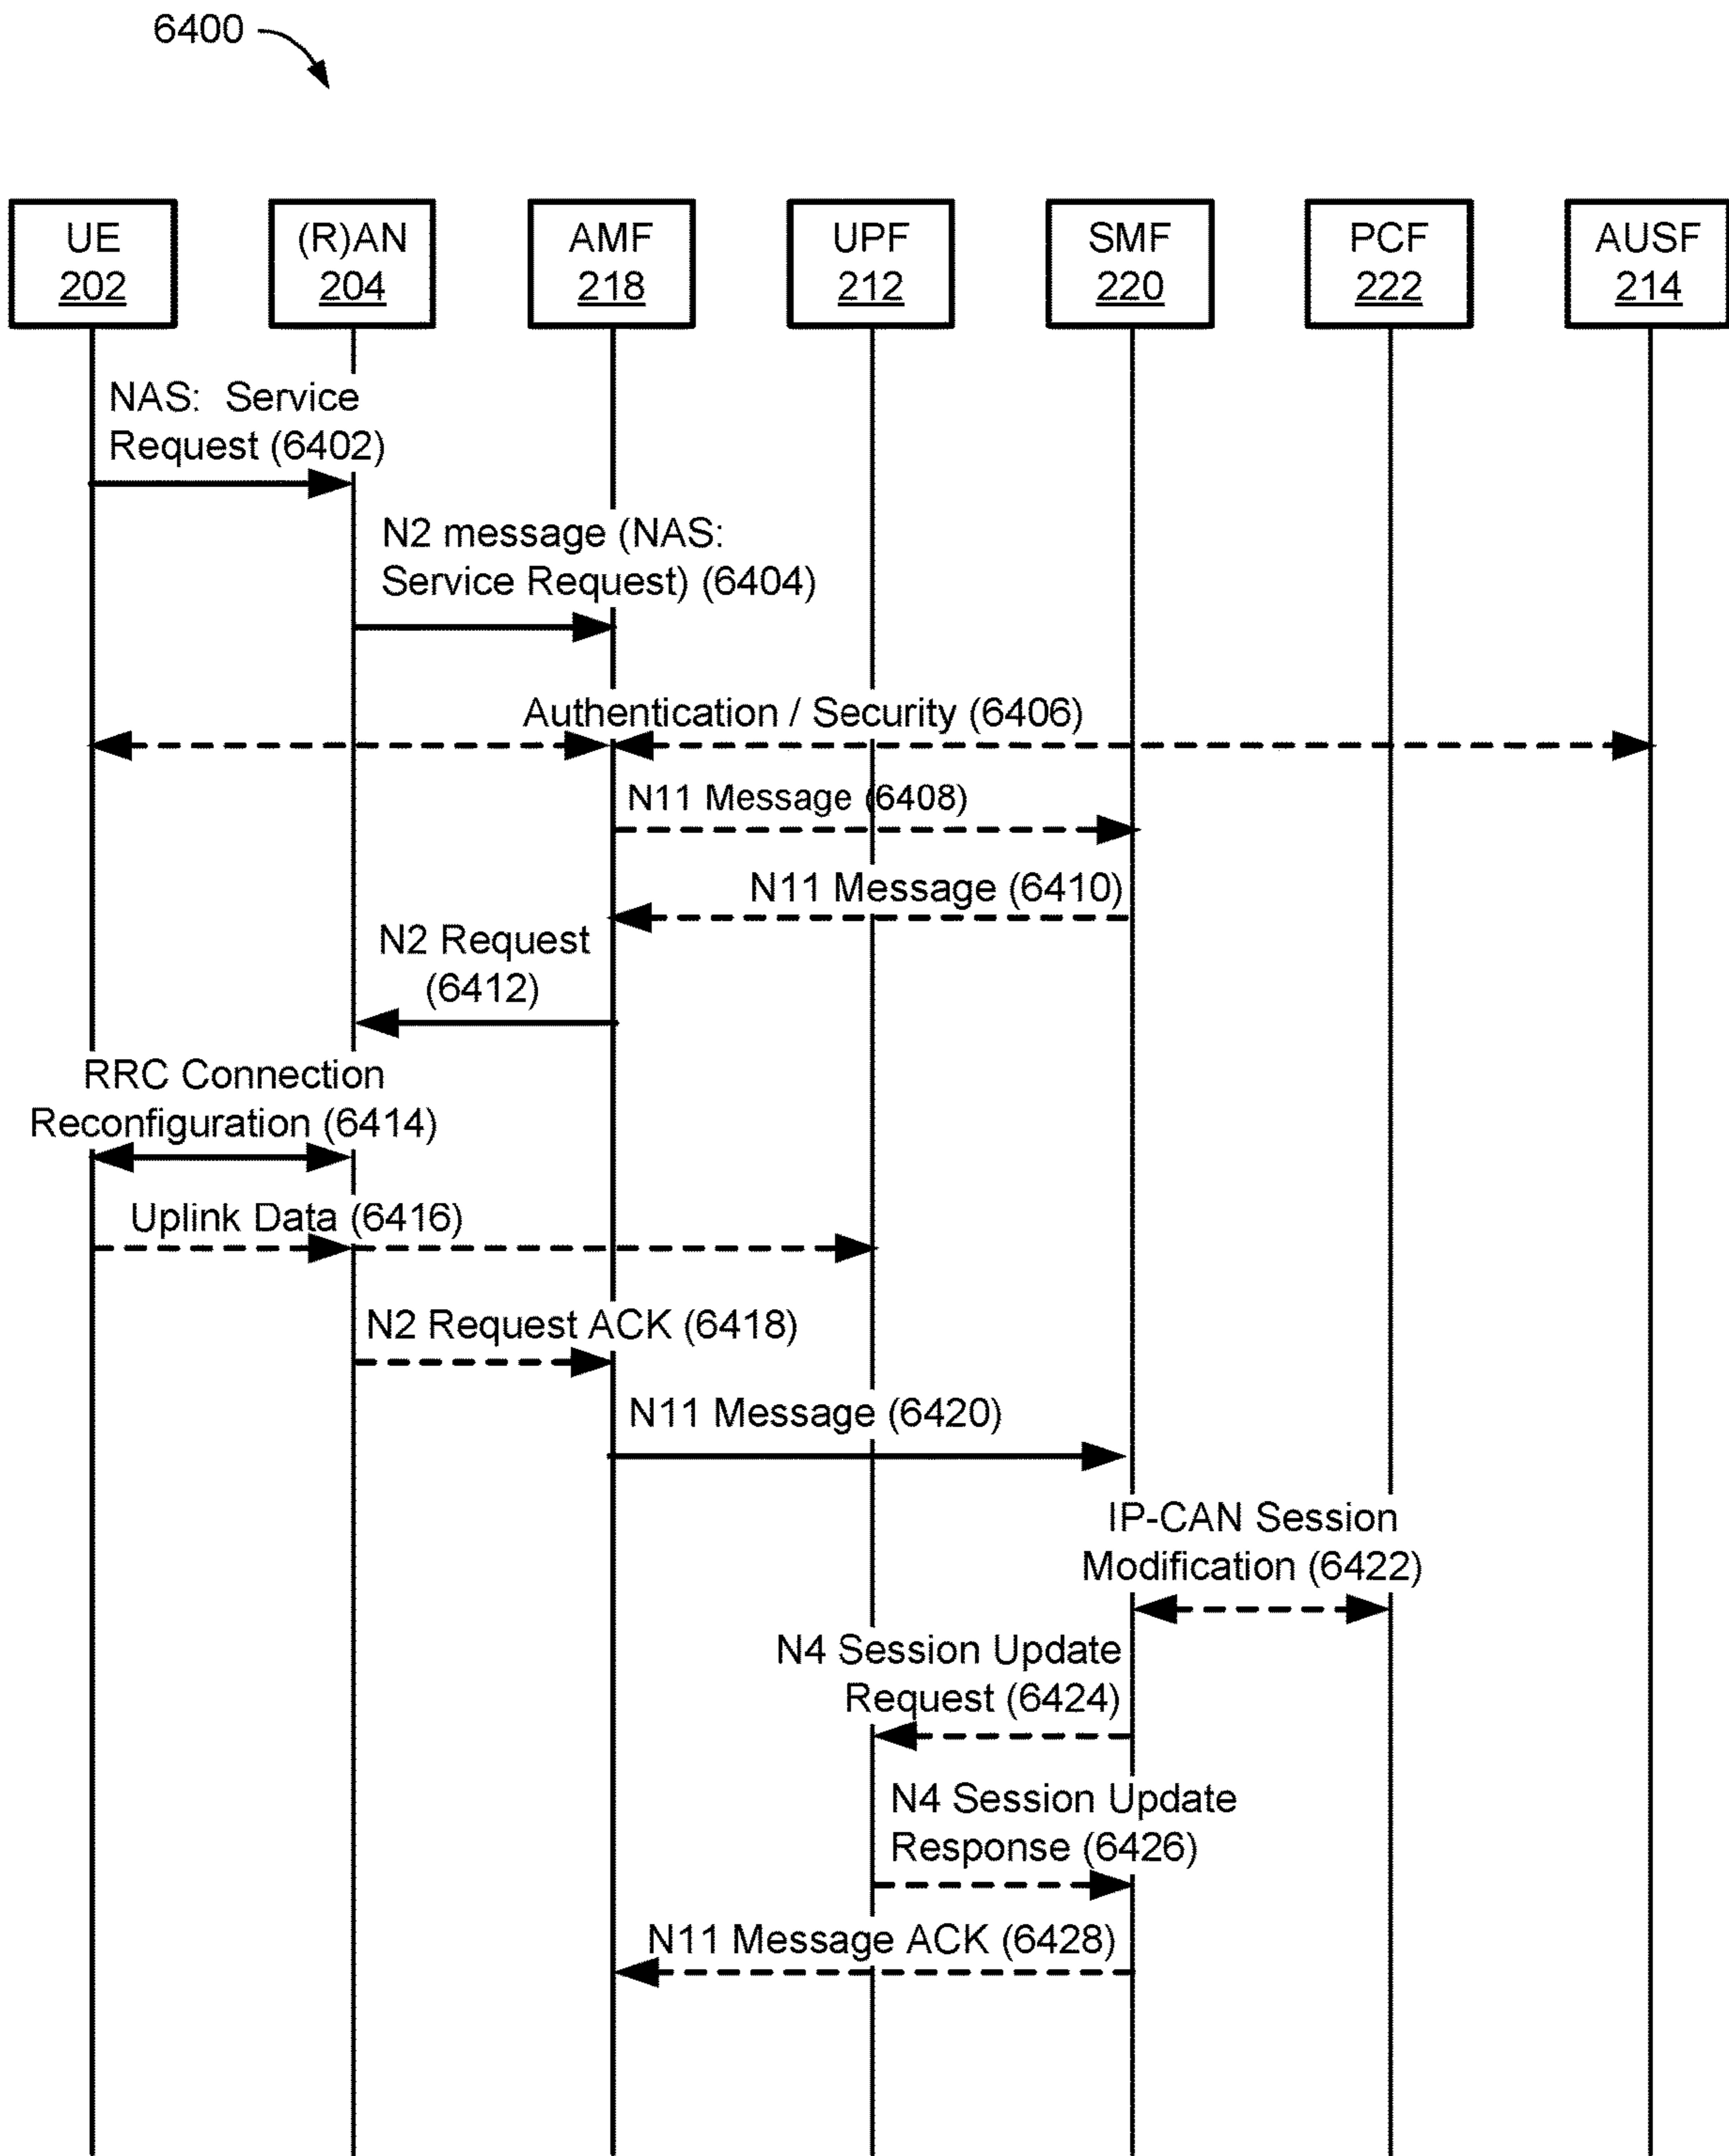 6400
UE
202
(R)AN
204
AMF
218
UPF
212
SMF
220
PCF
222
AUSF
214
NAS: Service
Request (6402)
N2 message (NAS:
Service Request) (6404)
Authentication / Security (6406)
N11 Message (6408)
N11 Message (6410)
N2 Request
(6412)
RRC Connection
Reconfiguration (6414)
Uplink Data (6416)
N2 Request ACK (6418)
N11 Message (6420)
IP-CAN Session
Modification (6422)
N4 Session Update
Request (6424)
N4 Session Update
Response (6426)
N11 Message ACK (6428)